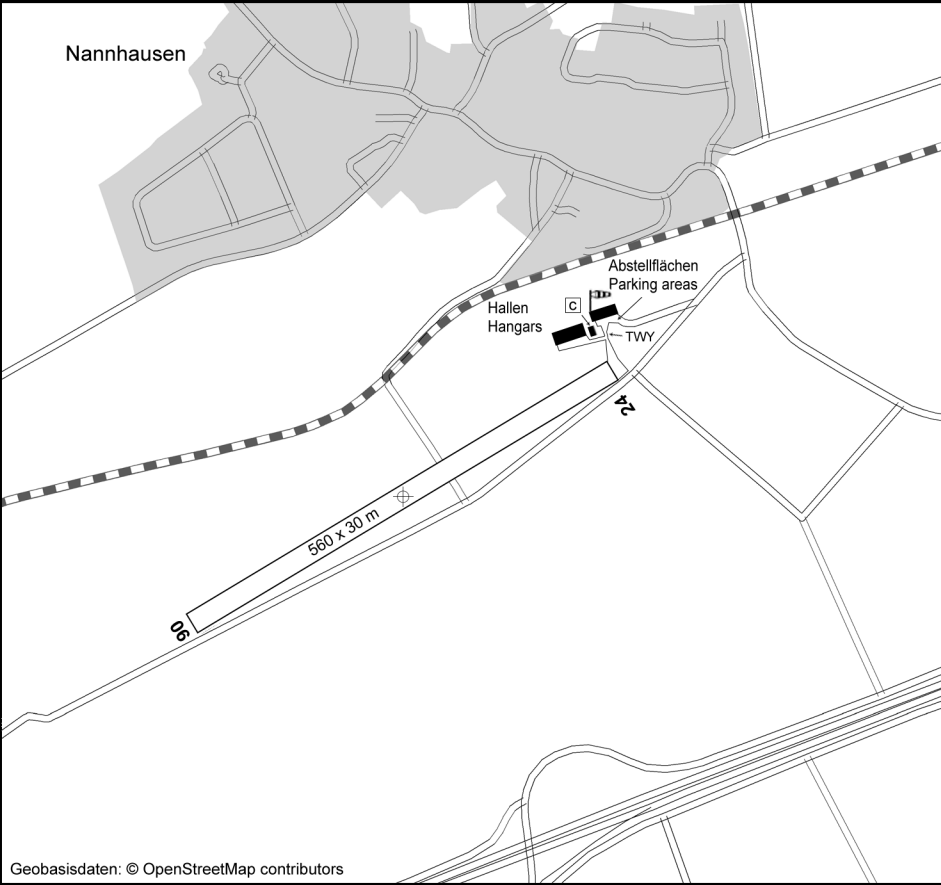 Nannhausen
Abstellflächen
Parking areas
Hallen
Hangars
C
TWY
24
560 x 30 m
06
Geobasisdaten: © OpenStreetMap contributors